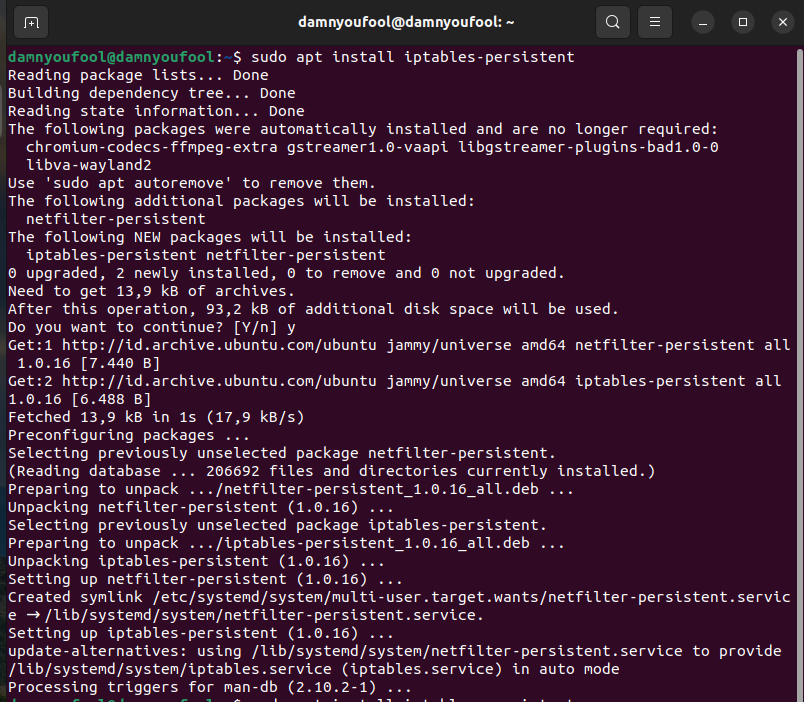 damnyoufool@damnyoufool: ~
damnyoufool@damnyoufool:~$ sudo apt install iptables-persistent
Reading package lists... Done
Building dependency tree... Done
Reading state information... Done
The following packages were automatically installed and are no longer required:
  chromium-codecs-ffmpeg-extra gstreamer1.0-vaapi libgstreamer-plugins-bad1.0-0
  libva-wayland2
Use 'sudo apt autoremove' to remove them.
The following additional packages will be installed:
  netfilter-persistent
The following NEW packages will be installed:
  iptables-persistent netfilter-persistent
0 upgraded, 2 newly installed, 0 to remove and 0 not upgraded.
Need to get 13,9 kB of archives.
After this operation, 93,2 kB of additional disk space will be used.
Do you want to continue? [Y/n] y
Get:1 http://id.archive.ubuntu.com/ubuntu jammy/universe amd64 netfilter-persistent all
 1.0.16 [7.440 B]
Get:2 http://id.archive.ubuntu.com/ubuntu jammy/universe amd64 iptables-persistent all
1.0.16 [6.488 B]
Fetched 13,9 kB in 1s (17,9 kB/s)
Preconfiguring packages ...
Selecting previously unselected package netfilter-persistent.
(Reading database ... 206692 files and directories currently installed.)
Preparing to unpack .../netfilter-persistent_1.0.16_all.deb ...
Unpacking netfilter-persistent (1.0.16) ...
Selecting previously unselected package iptables-persistent.
Preparing to unpack .../iptables-persistent_1.0.16_all.deb ...
Unpacking iptables-persistent (1.0.16) ...
Setting up netfilter-persistent (1.0.16) ...
Created symlink /etc/systemd/system/multi-user.target.wants/netfilter-persistent.servic
e → /lib/systemd/system/netfilter-persistent.service.
Setting up iptables-persistent (1.0.16) ...
update-alternatives: using /lib/systemd/system/netfilter-persistent.service to provide
/lib/systemd/system/iptables.service (iptables.service) in auto mode
Processing triggers for man-db (2.10.2-1) ...